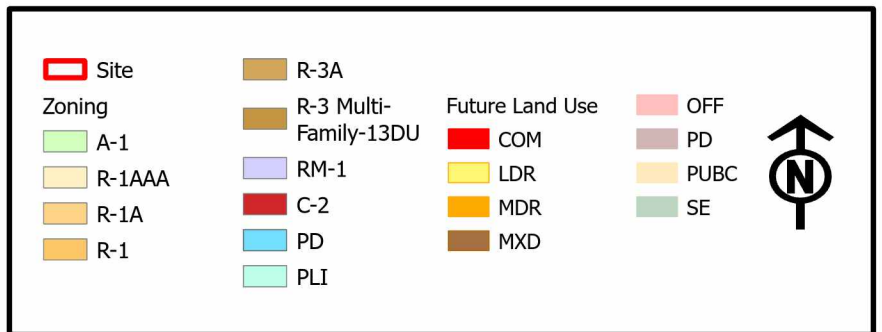 Site
Zoning
A-1
R-1AAA
R-1A
R-1
R-3A
R-3 Multi-
Family-13DU
RM-1
C-2
PD
PLI
Future Land Use
COM
LDR
MDR
MXD
OFF
PD
PUBC
SE
N